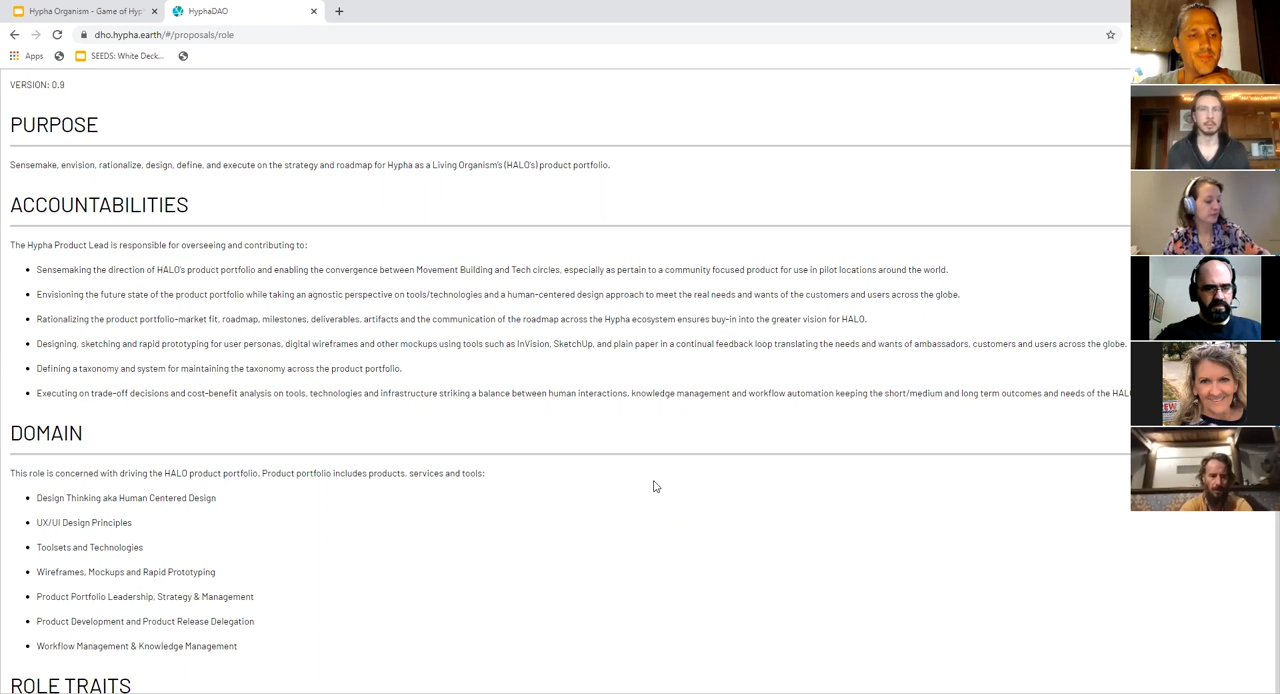 Hypha Organism - Game of Hyp
HyphaDAO
dho.hypha.earth/#/proposals/role
Apps
SEEDS: White Deck...
VERSION: 0.9
PURPOSE
Sensemake, envision, rationalize, design, define, and execute on the strategy and roadmap for Hypha as a Living Organism's (HALO's) product portfolio.
ACCOUNTABILITIES
The Hypha Product Lead is responsible for overseeing and contributing to:
• Sensemaking the direction of HALO's product portfolio and enabling the convergence between Movement Building and Tech circles, especially as pertain to a community focused product for use in pilot locations around the world.
• Envisioning the future state of the product portfolio while taking an agnostic perspective on tools/technologies and a human-centered design approach to meet the real needs and wants of the customers and users across the globe.
• Rationalizing the product portfolio-market fit, roadmap, milestones, deliverables, artifacts and the communication of the roadmap across the Hypha ecosystem ensures buy-in into the greater vision for HALO.
• Designing, sketching and rapid prototyping for user personas, digital wireframes and other mockups using tools such as InVision, SketchUp, and plain paper in a continual feedback loop translating the needs and wants of ambassadors, customers and users across the globe.
• Defining a taxonomy and system for maintaining the taxonomy across the product portfolio.
• Executing on trade-off decisions and cost-benefit analysis on tools, technologies and infrastructure striking a balance between human interactions, knowledge management and workflow automation keeping the short/medium and long term outcomes and needs of the HAL
DOMAIN
This role is concerned with driving the HALO product portfolio. Product portfolio includes products, services and tools:
• Design Thinking aka Human Centered Design
• UX/UI Design Principles
• Toolsets and Technologies
• Wireframes, Mockups and Rapid Prototyping
• Product Portfolio Leadership, Strategy & Management
• Product Development and Product Release Delegation
• Workflow Management & Knowledge Management
ROLE TRAITS